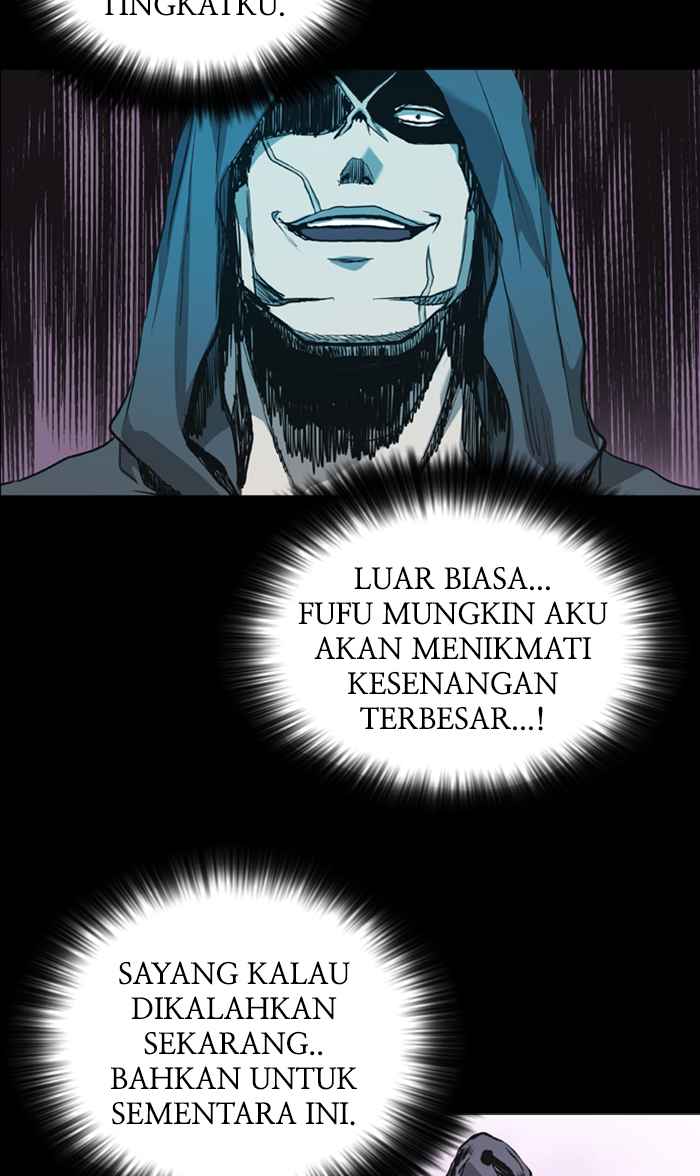 TINGKATKU.
LUAR BIASA...
FUFU MUNGKIN AKU
AKAN MENIKMATI
KESENANGAN
TERBESAR...!
SAYANG KALAU
DIKALAHKAN
SEKARANG..
BAHKAN UNTUK
SEMENTARA INI.